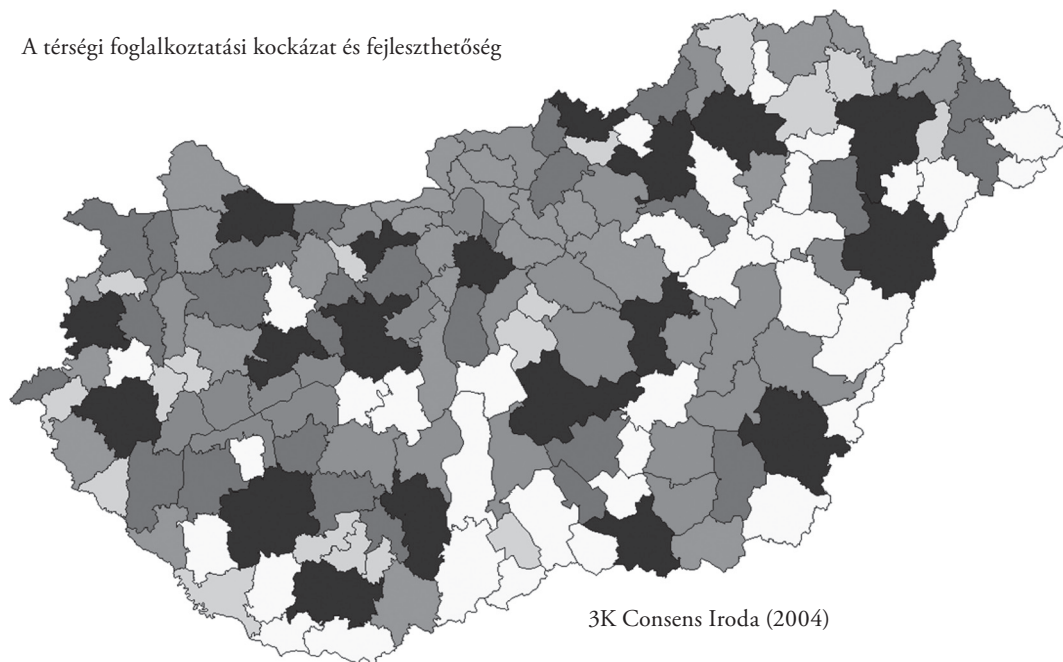 A térségi foglalkoztatási kockázat és fejleszthetőség
3K Consens Iroda (2004)